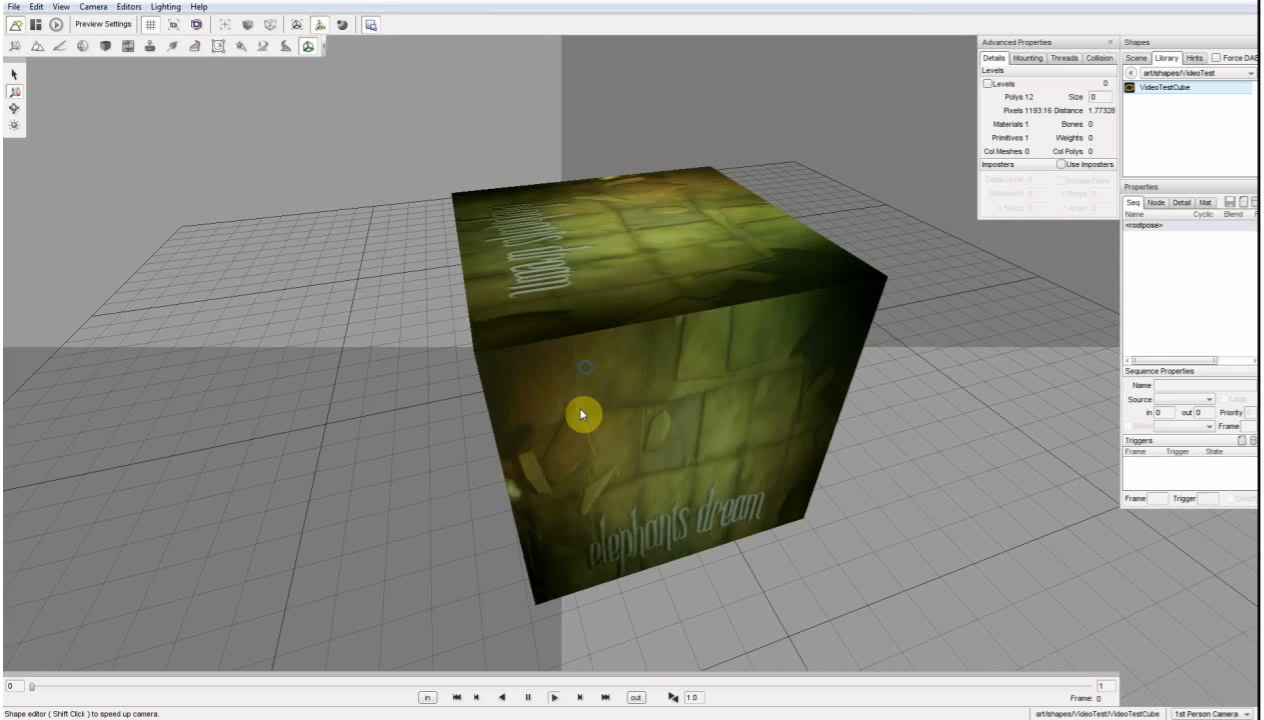 File Edit View Camera Editors Lighting Help
Preview Settings
Advanced Properties
Details Mounting Threads Collision
Levels
Levels 0
Polys 12 Size 0
Pixels 1193.16 Distance 1.77328
Materials 1 Bones 0
Primitives 1 Weights 0
Col Meshes 0 Col Polys 0
Imposters Use Imposters
Shapes
Scene Library Hints Force DAE
art/shapes/VideoTest
VideoTestCube
Properties
Seq Node Detail Mat
Name Cyclic Blend
<rootpose>
Sequence Properties
Name
Source
in 0 out 0 Priority
Frame
Triggers
Frame Trigger State
Frame Trigger
elephants dream
elephants dream
0
1
in out 1.0
Frame: 0
Shape editor ( Shift Click ) to speed up camera.
art/shapes/VideoTest/VideoTestCube 1st Person Camera